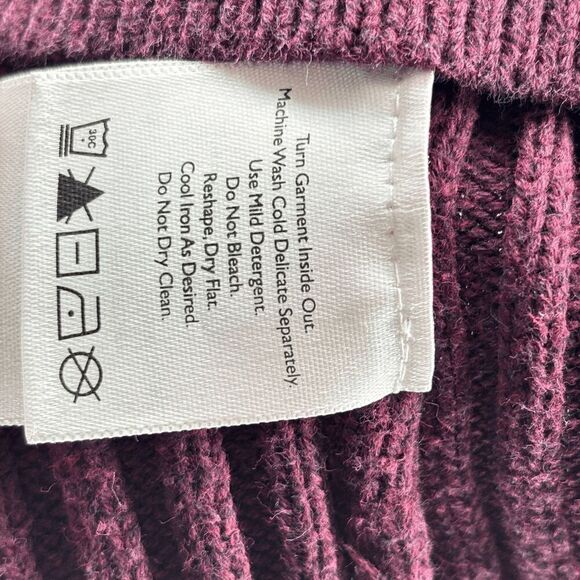 Turn Garment Inside Out.
Machine Wash Cold Delicate Separately.
Use Mild Detergent.
Do Not Bleach.
Reshape, Dry Flat.
Cool Iron As Desired
Do Not Dry Clean.
30C